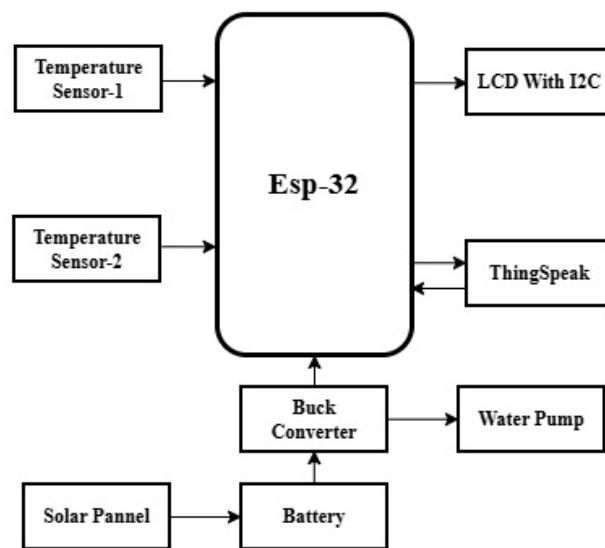 Temperature
Sensor-1
LCD With I2C
Esp-32
Temperature
Sensor-2
ThingSpeak
Buck
Converter
Water Pump
Solar Pannel
Battery